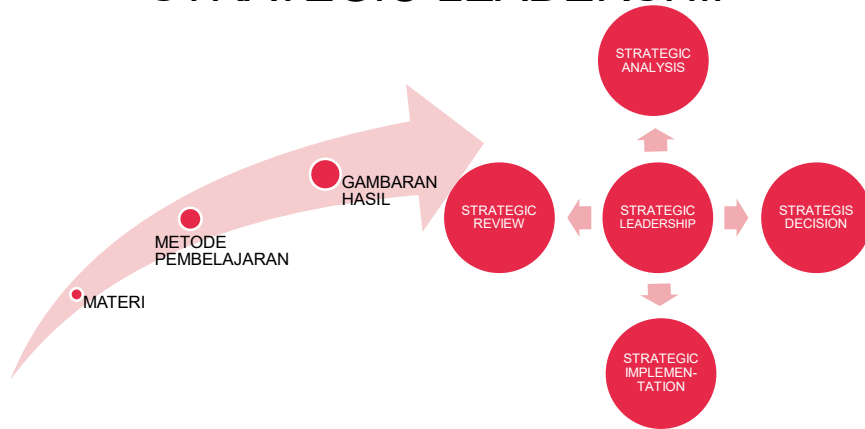 STRATEGIC
ANALYSIS
GAMBARAN
HASIL
STRATEGIC
REVIEW
STRATEGIC
LEADERSHIP
STRATEGIS
DECISION
METODE
PEMBELAJARAN
MATERI
STRATEGIC
IMPLEMEN-
TATION